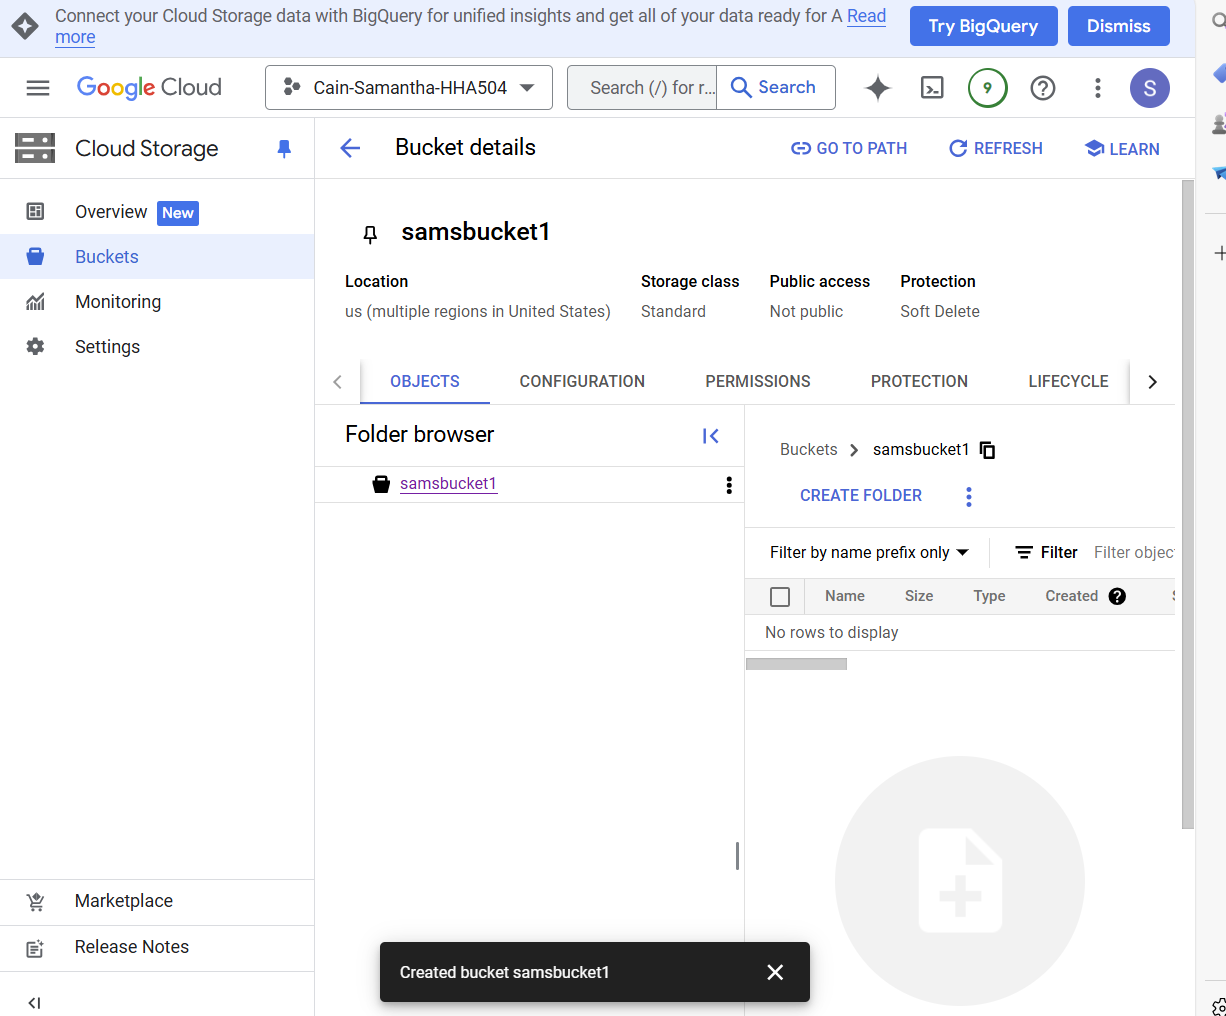 Connect your Cloud Storage data with BigQuery for unified insights and get all of your data ready for A Read
more
Try BigQuery
Dismiss
Google Cloud
Cain-Samantha-HHA504
Search (/) for r...
Search
9
S
Cloud Storage
Bucket details
GO TO PATH
REFRESH
LEARN
Overview New
Buckets
Monitoring
Settings
samsbucket1
Location Storage class Public access Protection
us (multiple regions in United States) Standard Not public Soft Delete
OBJECTS CONFIGURATION PERMISSIONS PROTECTION LIFECYCLE
Folder browser
samsbucket1
Buckets samsbucket1
CREATE FOLDER
Filter by name prefix only Filter Filter objec
Name Size Type Created
No rows to display
Marketplace
Release Notes
Created bucket samsbucket1